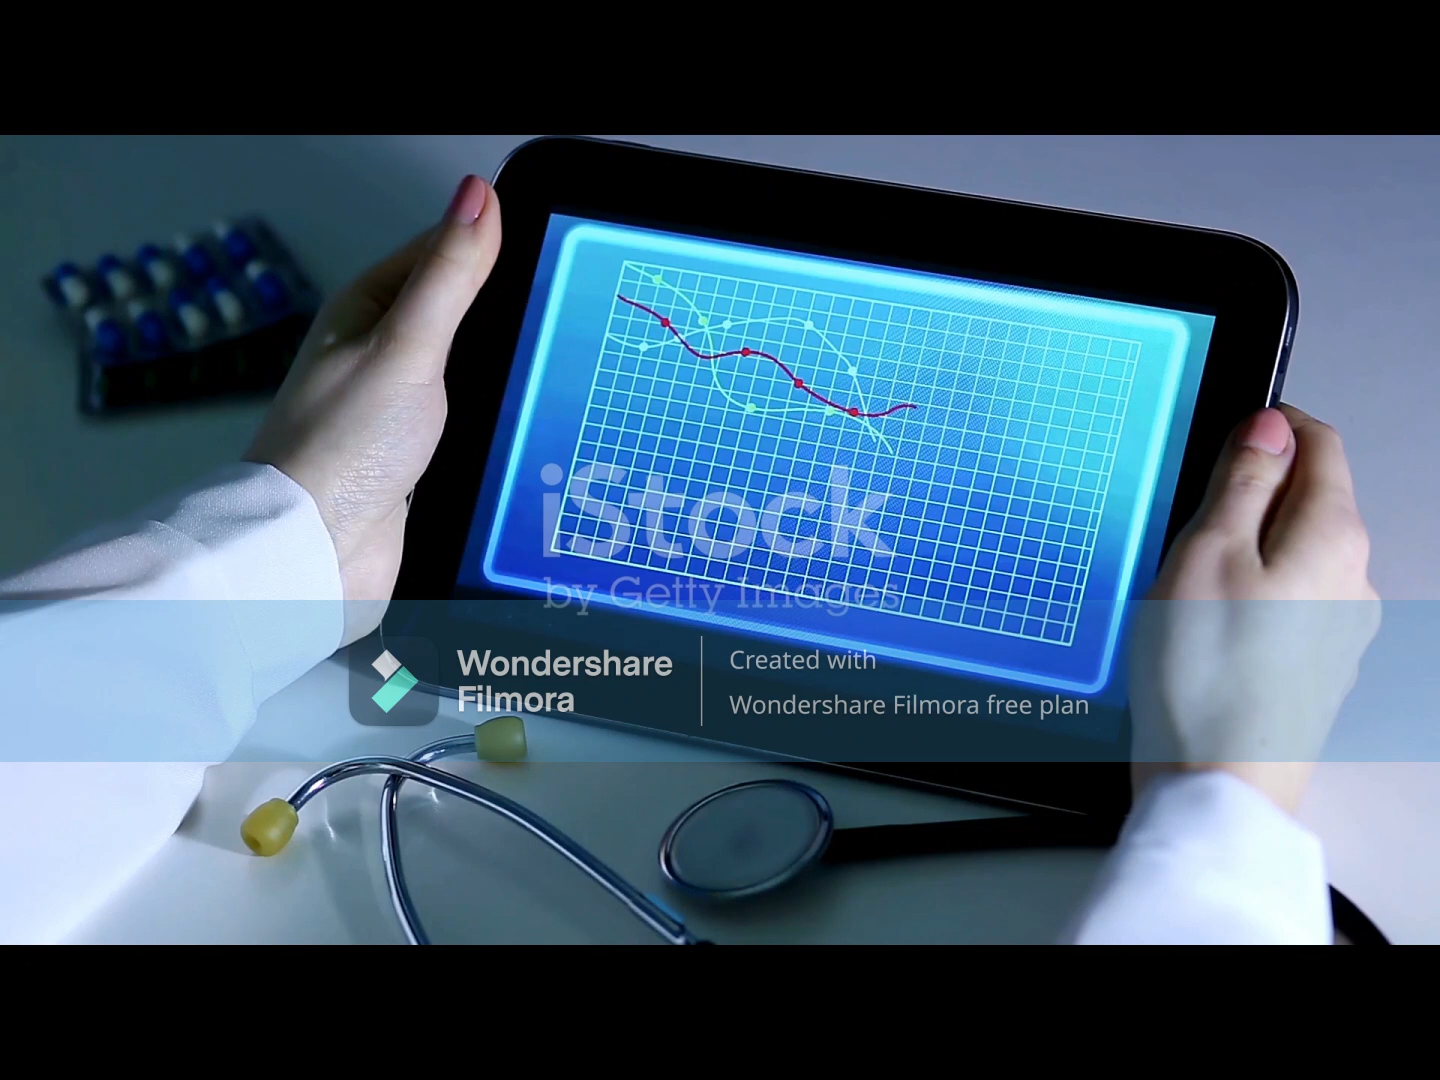 iStock
by Getty Images
Wondershare
Filmora
Created with
Wondershare Filmora free plan